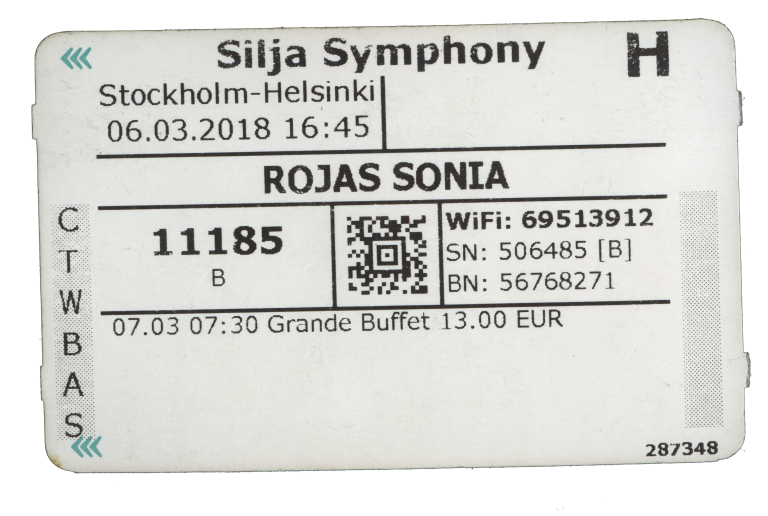 Silja Symphony
H
Stockholm-Helsinki
06.03.2018 16:45
ROJAS SONIA
11185
B
WiFi: 69513912
SN: 506485 [B]
BN: 56768271
07.03 07:30 Grande Buffet 13.00 EUR
C
T
W
B
A
S
287348